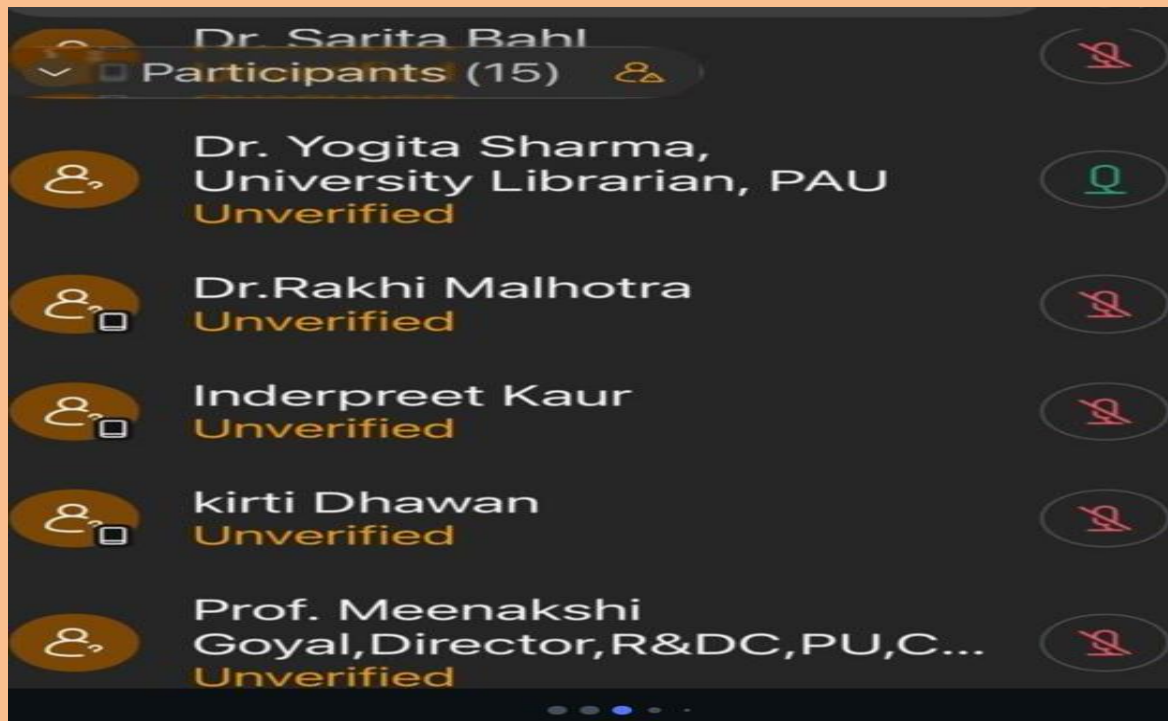 Dr. Sarita Bahl
Participants (15)
Dr. Yogita Sharma,
University Librarian, PAU
Unverified
Dr.Rakhi Malhotra
Unverified
Inderpreet Kaur
Unverified
kirti Dhawan
Unverified
Prof. Meenakshi
Goyal,Director,R&DC,PU,C...
Unverified